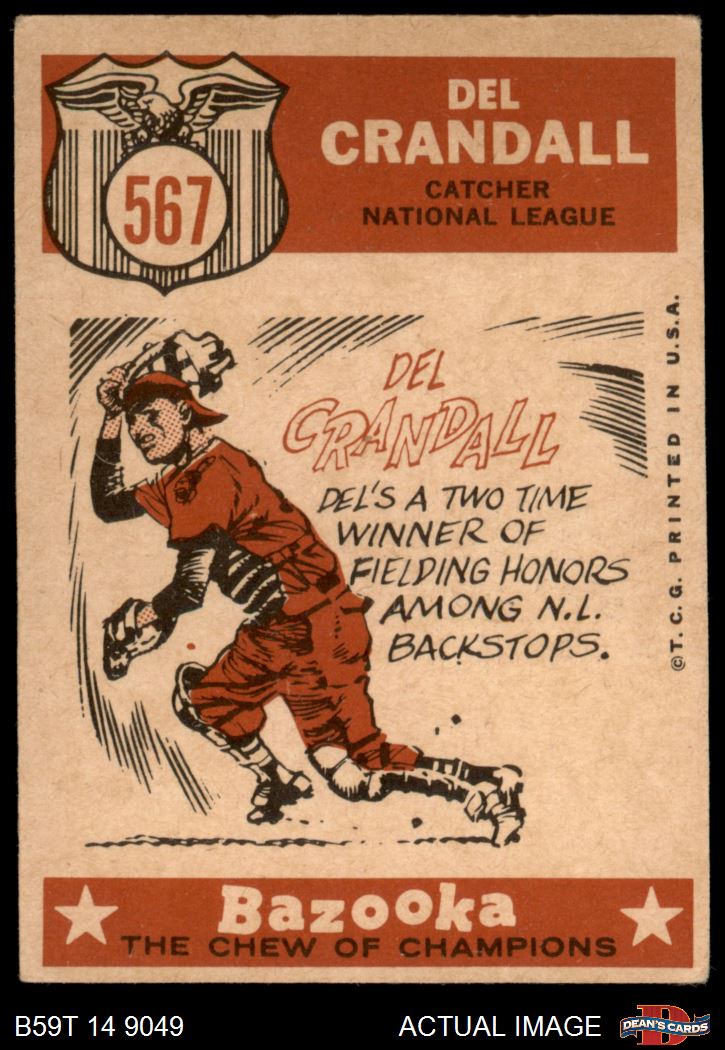 567
DEL
CRANDALL
CATCHER
NATIONAL LEAGUE
DEL
CRANDALL
DEL'S A TWO TIME
WINNER OF
FIELDING HONORS
AMONG N.L.
BACKSTOPS.
©T.C.G. PRINTED IN U.S.A.
Bazooka
THE CHEW OF CHAMPIONS
B59T 14 9049
ACTUAL IMAGE
D
DEAN'S CARDS